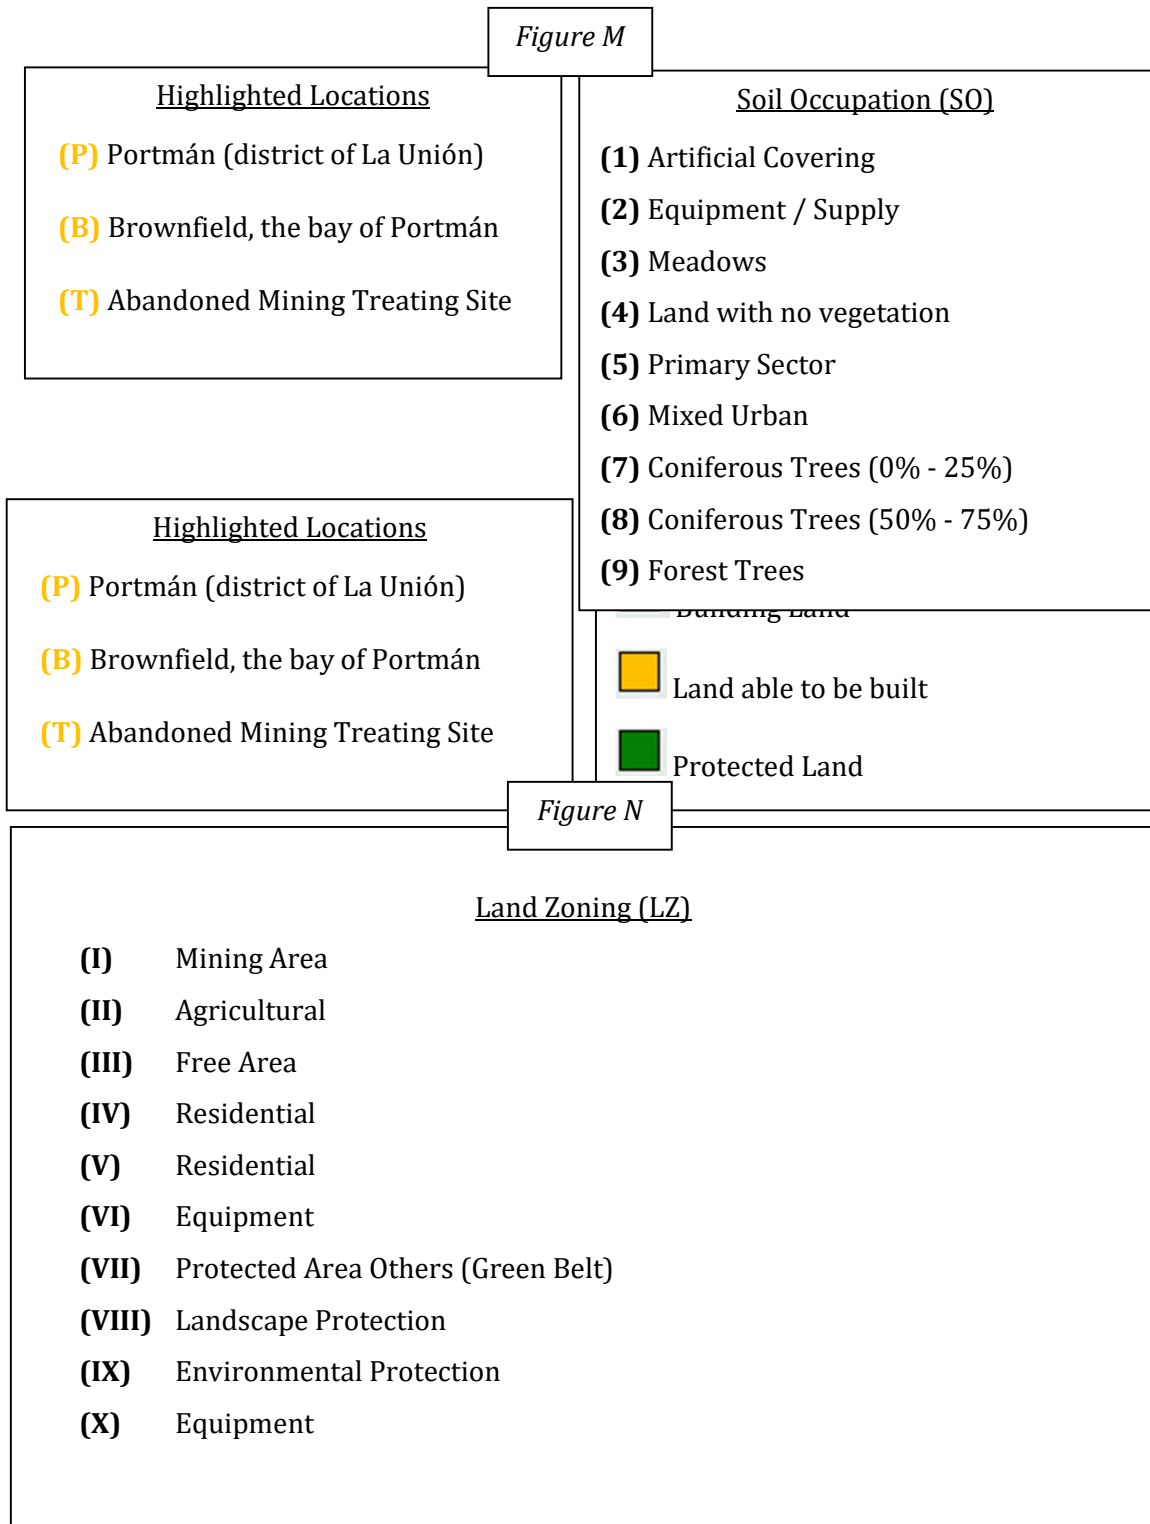 Figure M
Highlighted Locations
(P) Portmán (district of La Unión)
(B) Brownfield, the bay of Portmán
(T) Abandoned Mining Treating Site
Soil Occupation (SO)
(1) Artificial Covering
(2) Equipment / Supply
(3) Meadows
(4) Land with no vegetation
(5) Primary Sector
(6) Mixed Urban
(7) Coniferous Trees (0% - 25%)
(8) Coniferous Trees (50% - 75%)
(9) Forest Trees
Highlighted Locations
(P) Portmán (district of La Unión)
(B) Brownfield, the bay of Portmán
(T) Abandoned Mining Treating Site
Building Land
Land able to be built
Protected Land
Figure N
Land Zoning (LZ)
(I) Mining Area
(II) Agricultural
(III) Free Area
(IV) Residential
(V) Residential
(VI) Equipment
(VII) Protected Area Others (Green Belt)
(VIII) Landscape Protection
(IX) Environmental Protection
(X) Equipment